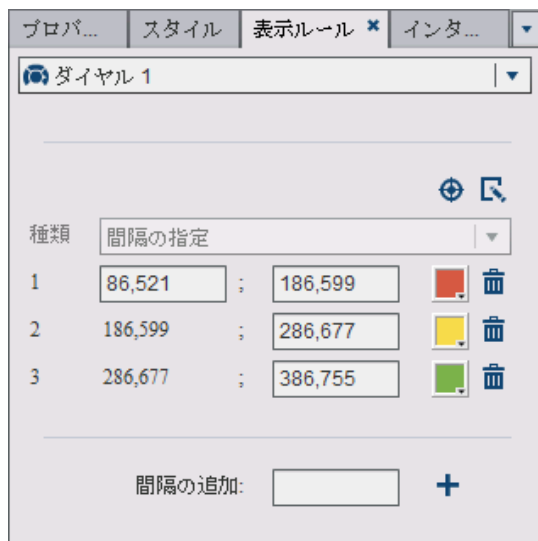 プロパ... スタイル 表示ルール × インタ...
ダイヤル 1
種類 間隔の指定
1 86,521 ; 186,599
2 186,599 ; 286,677
3 286,677 ; 386,755
間隔の追加: